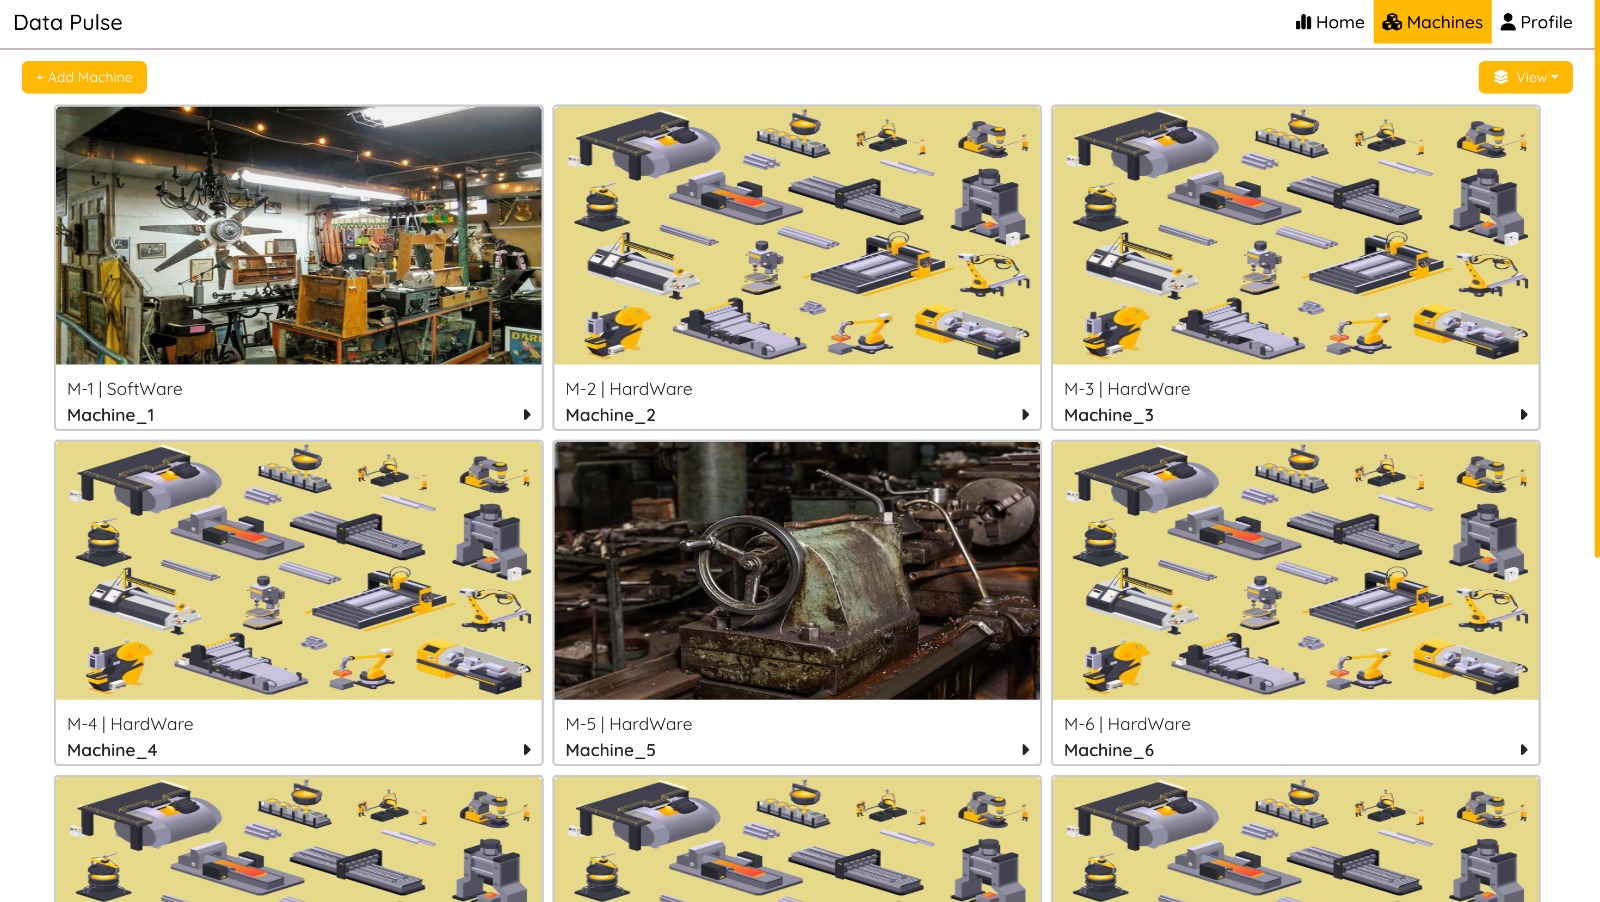 Data Pulse
Home
Machines
Profile
+ Add Machine
View
DARI
M-1 | SoftWare
Machine_1
M-2 | HardWare
Machine_2
M-3 | HardWare
Machine_3
M-4 | HardWare
Machine_4
M-5 | HardWare
Machine_5
M-6 | HardWare
Machine_6